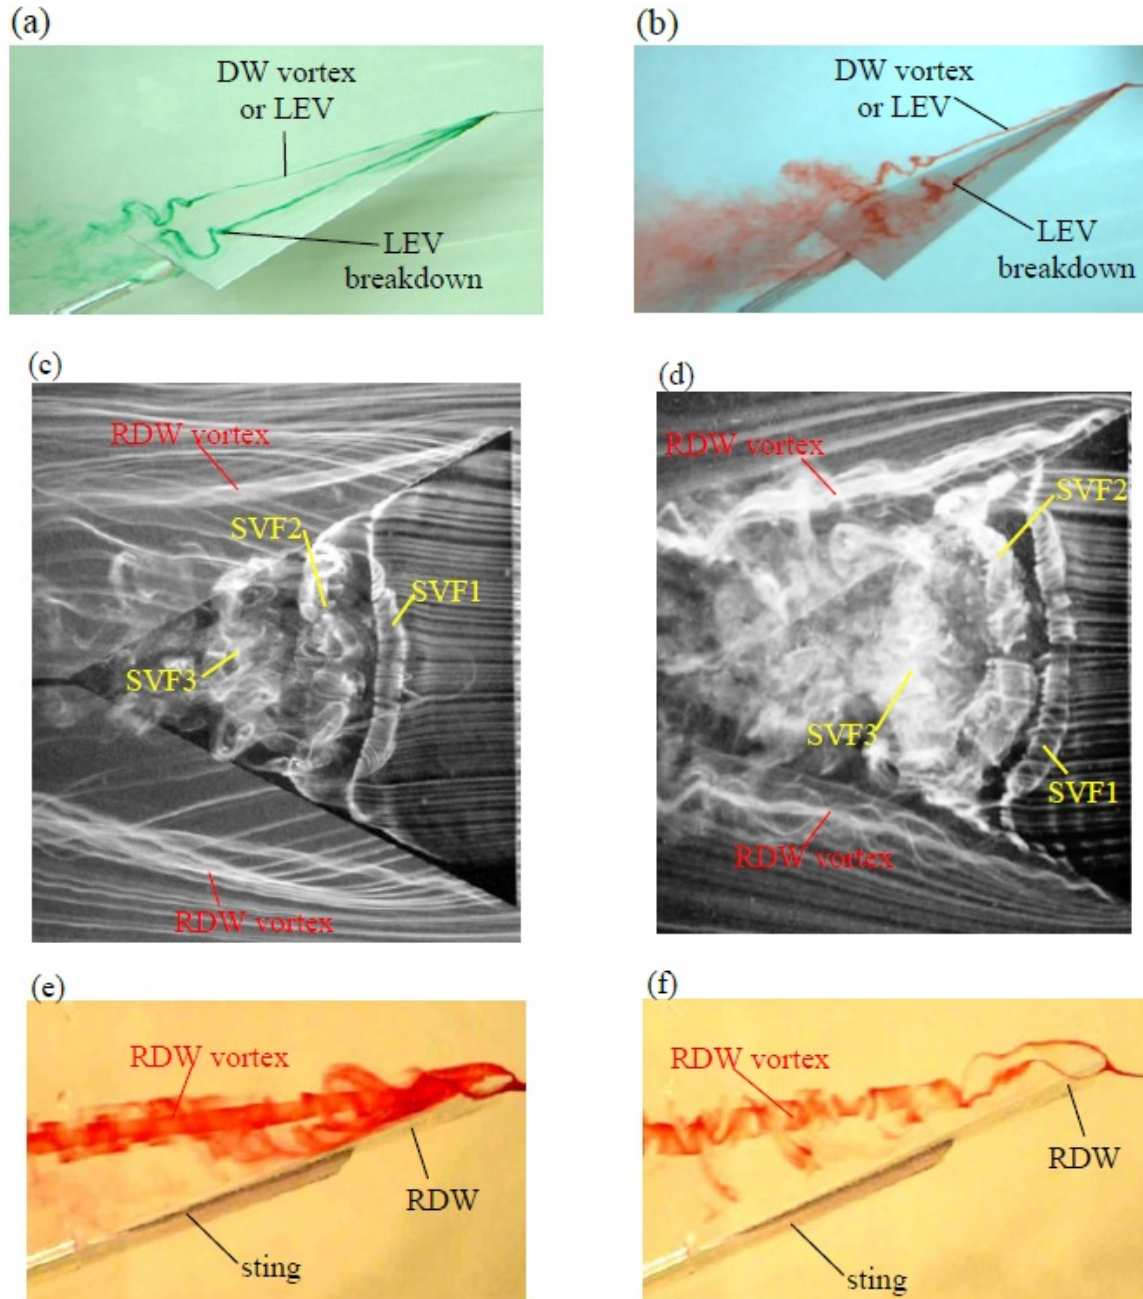 (a)
DW vortex
or LEV
LEV
breakdown
(b)
DW vortex
or LEV
LEV
breakdown
(c)
RDW vortex
SVF2
SVF1
SVF3
RDW vortex
(d)
RDW vortex
SVF2
SVF3
SVF1
RDW vortex
(e)
RDW vortex
RDW
sting
(f)
RDW vortex
RDW
sting